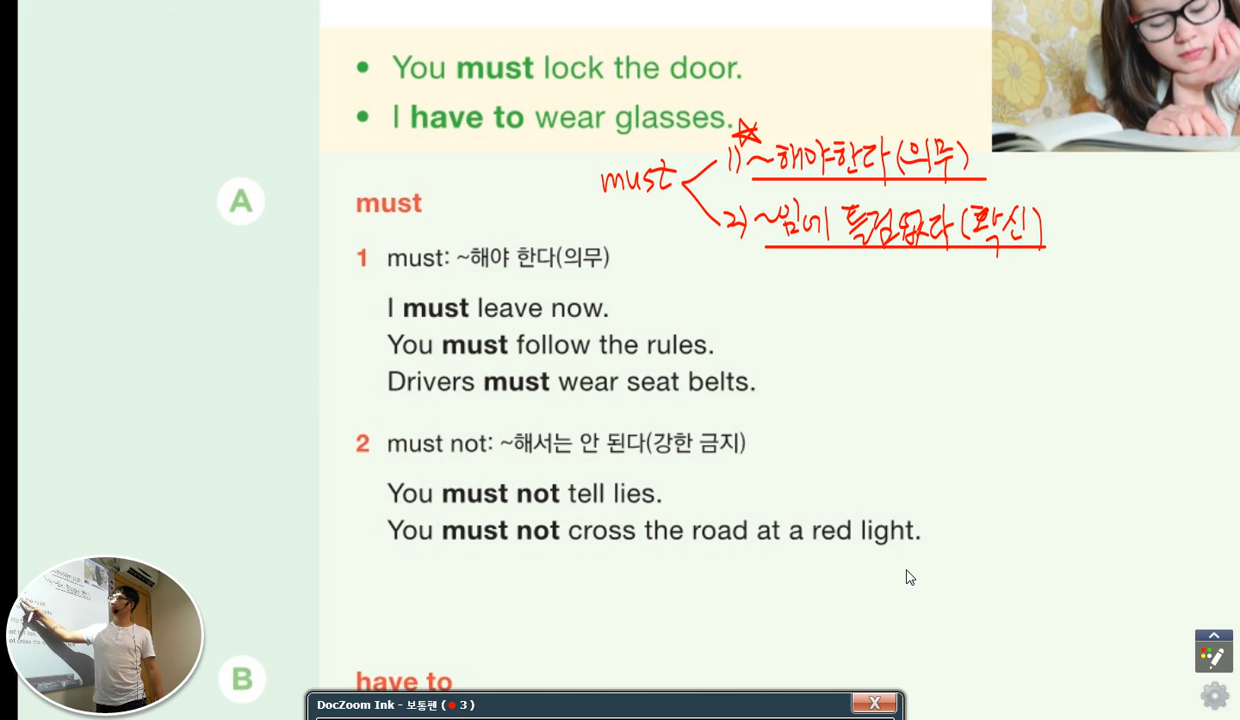 • You must lock the door.
• I have to wear glasses.
must 1) ~해야한다 (의무)
2) ~임에 틀림없다 (확신)
A must
1 must: ~해야 한다(의무)
I must leave now.
You must follow the rules.
Drivers must wear seat belts.
2 must not: ~해서는 안 된다(강한 금지)
You must not tell lies.
You must not cross the road at a red light.
B have to
DocZoom Ink - 보통펜 ( 3 )
X